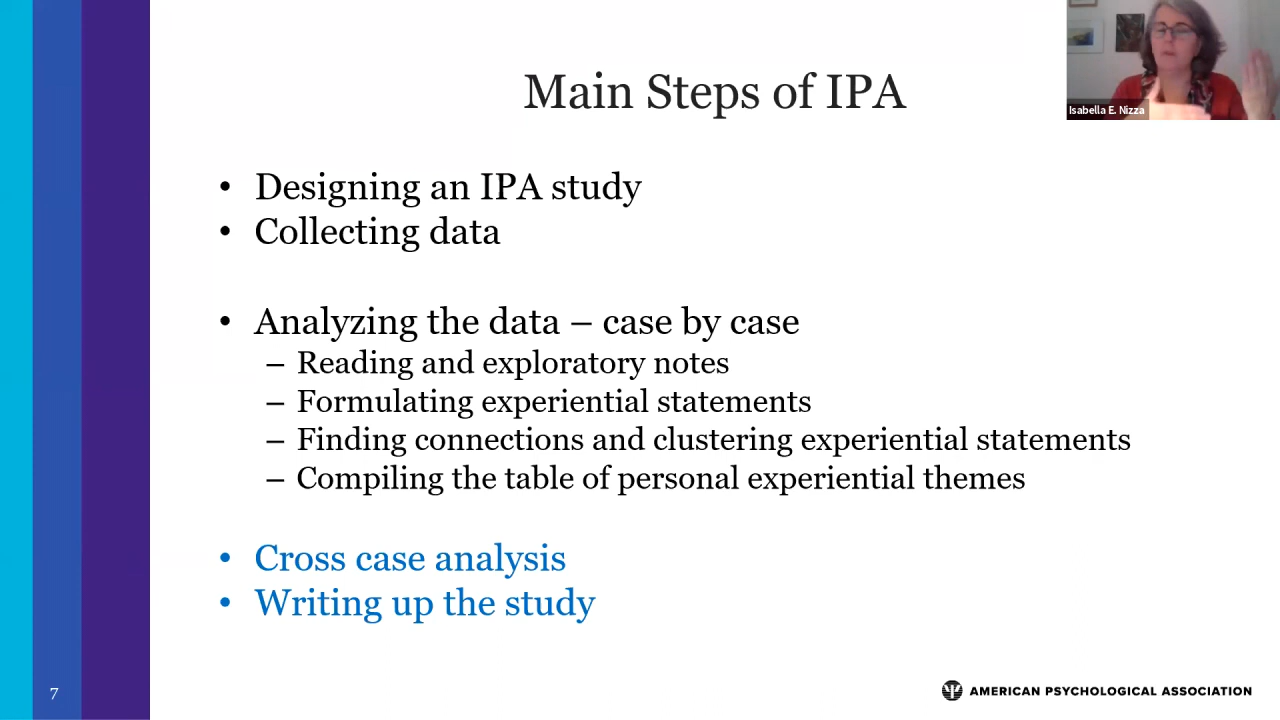 Main Steps of IPA
Isabella E. Nizza
• Designing an IPA study
• Collecting data
• Analyzing the data – case by case
– Reading and exploratory notes
– Formulating experiential statements
– Finding connections and clustering experiential statements
– Compiling the table of personal experiential themes
• Cross case analysis
• Writing up the study
7
AMERICAN PSYCHOLOGICAL ASSOCIATION